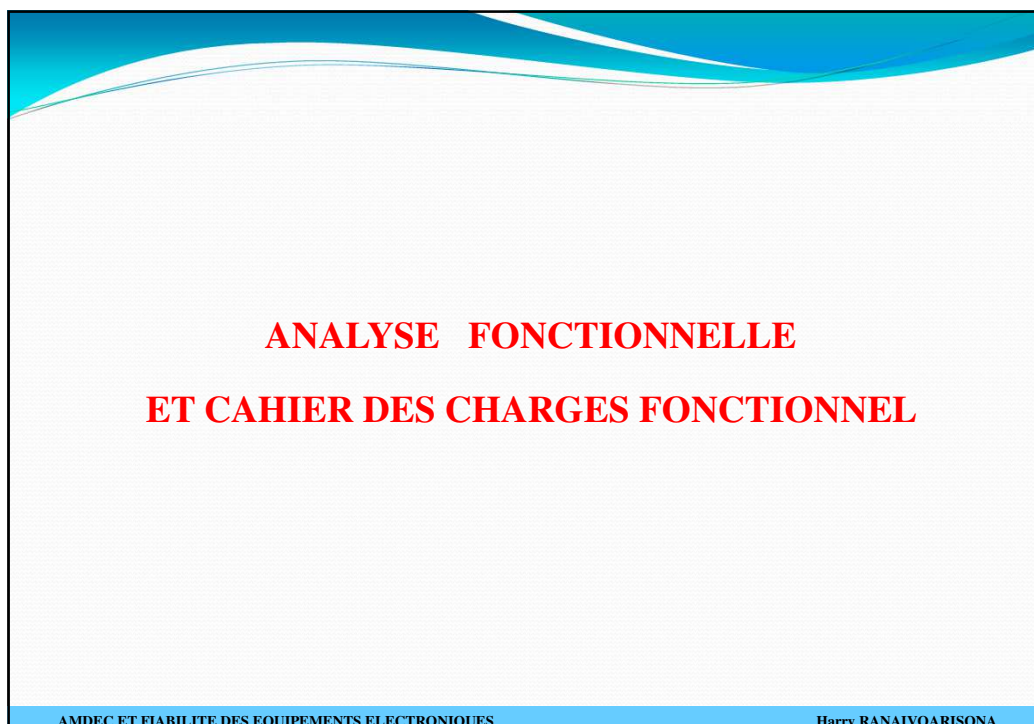 ANALYSE FONCTIONNELLE
ET CAHIER DES CHARGES FONCTIONNEL
AMDEC ET FIABILITE DES EQUIPEMENTS ELECTRONIQUES Harry RANAIVOARISONA